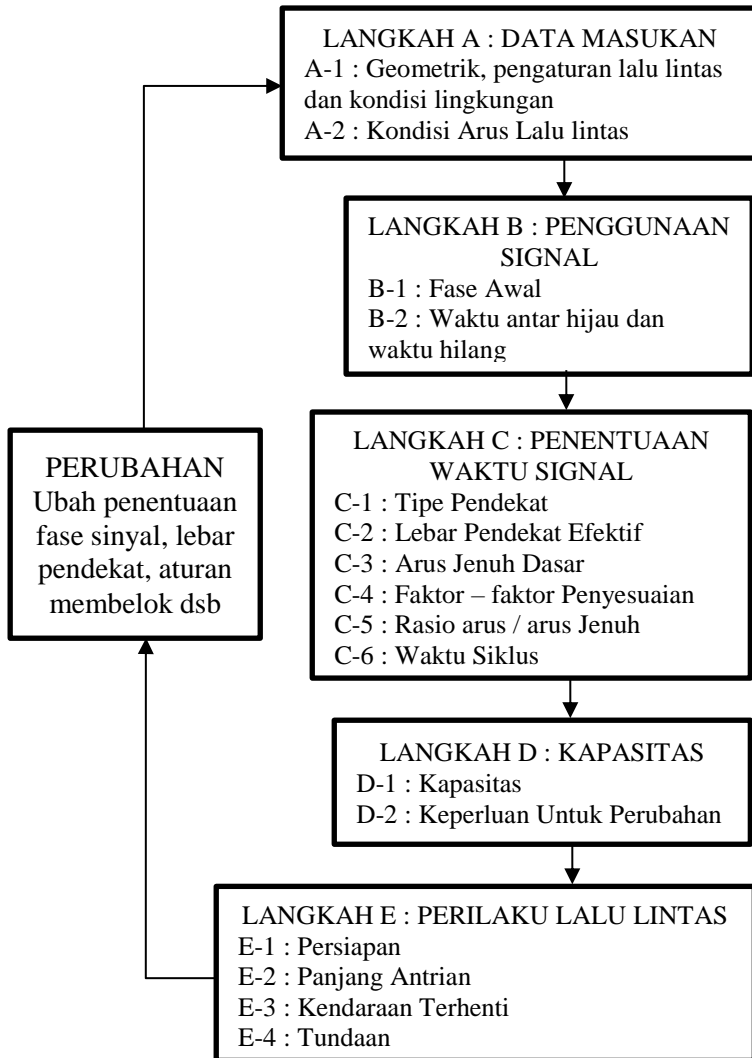 LANGKAH A : DATA MASUKAN
A-1 : Geometrik, pengaturan lalu lintas
dan kondisi lingkungan
A-2 : Kondisi Arus Lalu lintas
LANGKAH B : PENGGUNAAN
SIGNAL
B-1 : Fase Awal
B-2 : Waktu antar hijau dan
waktu hilang
LANGKAH C : PENENTUAAN
WAKTU SIGNAL
C-1 : Tipe Pendekat
C-2 : Lebar Pendekat Efektif
C-3 : Arus Jenuh Dasar
C-4 : Faktor – faktor Penyesuaian
C-5 : Rasio arus / arus Jenuh
C-6 : Waktu Siklus
PERUBAHAN
Ubah penentuaan
fase sinyal, lebar
pendekat, aturan
membelok dsb
LANGKAH D : KAPASITAS
D-1 : Kapasitas
D-2 : Keperluan Untuk Perubahan
LANGKAH E : PERILAKU LALU LINTAS
E-1 : Persiapan
E-2 : Panjang Antrian
E-3 : Kendaraan Terhenti
E-4 : Tundaan